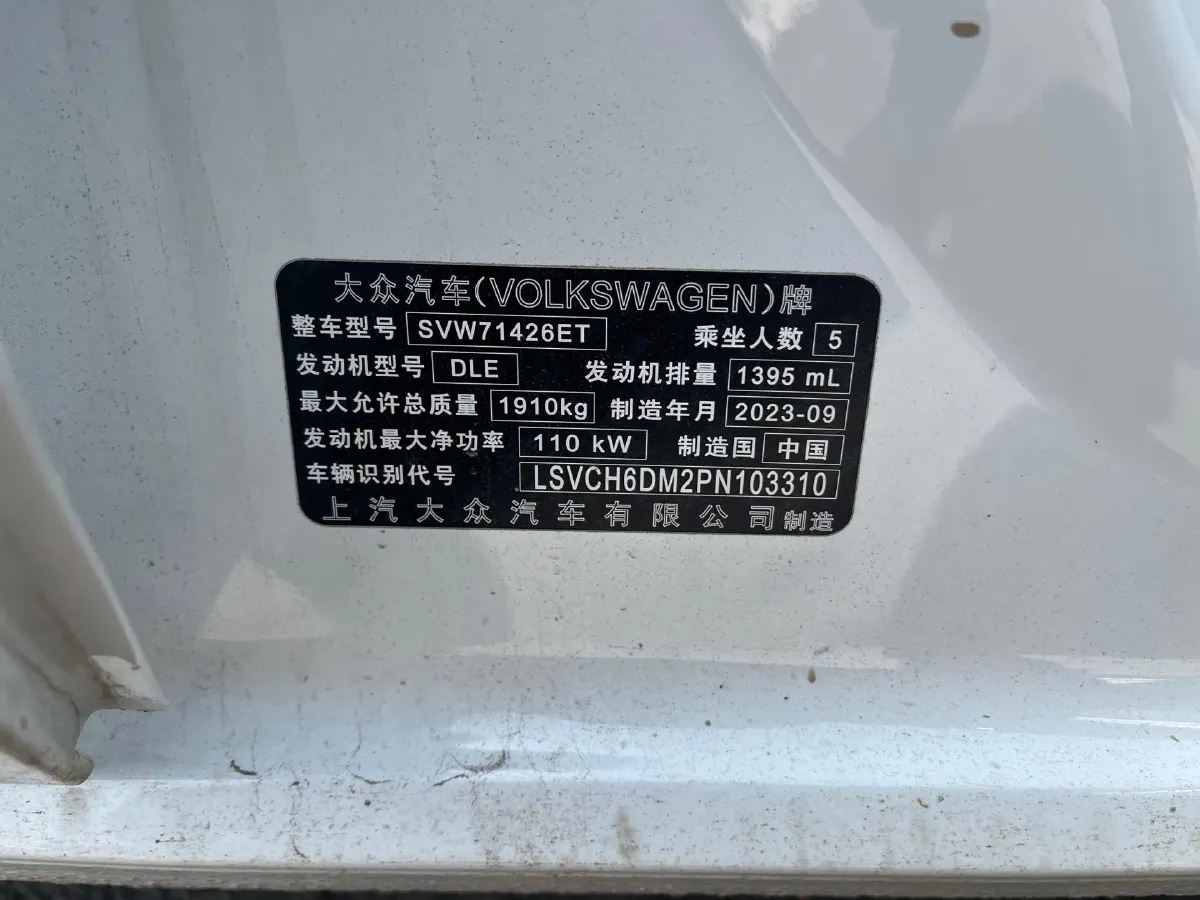 大众汽车(VOLKSWAGEN)牌
整车型号 SVW71426ET 乘坐人数 5
发动机型号 DLE 发动机排量 1395 mL
最大允许总质量 1910kg 制造年月 2023-09
发动机最大净功率 110 kW 制造国 中国
车辆识别代号 LSVCH6DM2PN103310
上汽大众汽车有限公司制造